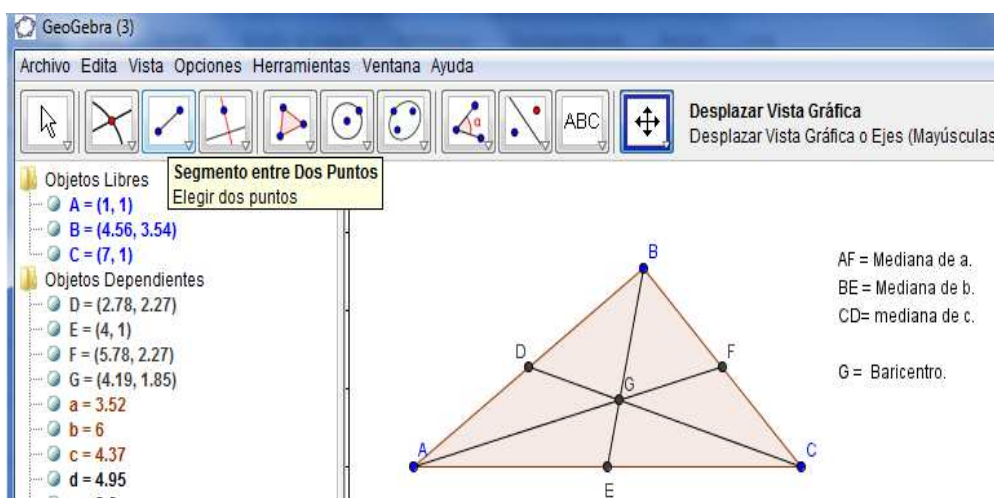 GeoGebra (3)
Archivo Edita Vista Opciones Herramientas Ventana Ayuda
α
ABC
Desplazar Vista Gráfica
Desplazar Vista Gráfica o Ejes (Mayúsculas
Segmento entre Dos Puntos
Elegir dos puntos
Objetos Libres
A = (1, 1)
B = (4.56, 3.54)
C = (7, 1)
Objetos Dependientes
D = (2.78, 2.27)
E = (4, 1)
F = (5.78, 2.27)
G = (4.19, 1.85)
a = 3.52
b = 6
c = 4.37
d = 4.95
B
D
F
G
A
C
E
AF = Mediana de a.
BE = Mediana de b.
CD= mediana de c.
G = Baricentro.